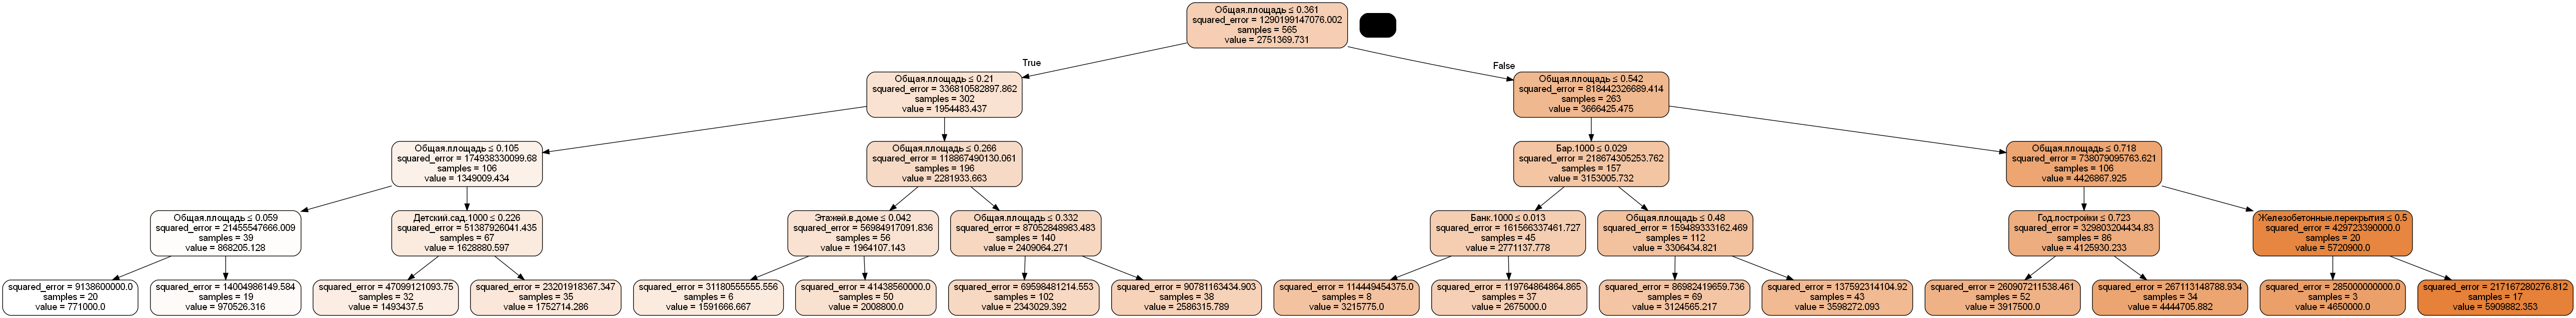 Общая.площадь ≤ 0.361
squared_error = 1290199147076.002
samples = 565
value = 2751369.731
True
False
Общая.площадь ≤ 0.21
squared_error = 336810582897.862
samples = 302
value = 1954483.437
Общая.площадь ≤ 0.542
squared_error = 818442326689.414
samples = 263
value = 3666425.475
Общая.площадь ≤ 0.105
squared_error = 174938330099.68
samples = 106
value = 1349009.434
Общая.площадь ≤ 0.266
squared_error = 118867490130.061
samples = 196
value = 2281933.663
Бар.1000 ≤ 0.029
squared_error = 218674305253.762
samples = 157
value = 3153005.732
Общая.площадь ≤ 0.718
squared_error = 738079095763.621
samples = 106
value = 4426867.925
Общая.площадь ≤ 0.059
squared_error = 21455547666.009
samples = 39
value = 868205.128
Детский.сад.1000 ≤ 0.226
squared_error = 51387926041.435
samples = 67
value = 1628880.597
Этажей.в.доме ≤ 0.042
squared_error = 56984917091.836
samples = 56
value = 1964107.143
Общая.площадь ≤ 0.332
squared_error = 87052848983.483
samples = 140
value = 2409064.271
Банк.1000 ≤ 0.013
squared_error = 161566337461.727
samples = 45
value = 2771137.778
Общая.площадь ≤ 0.48
squared_error = 159489333162.469
samples = 112
value = 3306434.821
Год.постройки ≤ 0.723
squared_error = 329803204434.83
samples = 86
value = 4125930.233
Железобетонные.перекрытия ≤ 0.5
squared_error = 429723390000.0
samples = 20
value = 5720900.0
squared_error = 9138600000.0
samples = 20
value = 771000.0
squared_error = 14004986149.584
samples = 19
value = 970526.316
squared_error = 47099121093.75
samples = 32
value = 1493437.5
squared_error = 23201918367.347
samples = 35
value = 1752714.286
squared_error = 31180555555.556
samples = 6
value = 1591666.667
squared_error = 41438560000.0
samples = 50
value = 2008800.0
squared_error = 69598481214.553
samples = 102
value = 2343029.392
squared_error = 90781163434.903
samples = 38
value = 2586315.789
squared_error = 114449454375.0
samples = 8
value = 3215775.0
squared_error = 119764864864.865
samples = 37
value = 2675000.0
squared_error = 86982419659.736
samples = 69
value = 3124565.217
squared_error = 137592314104.92
samples = 43
value = 3598272.093
squared_error = 260907211538.461
samples = 52
value = 3917500.0
squared_error = 267113148788.934
samples = 34
value = 4444705.882
squared_error = 285000000000.0
samples = 3
value = 4650000.0
squared_error = 217167280276.812
samples = 17
value = 5909882.353